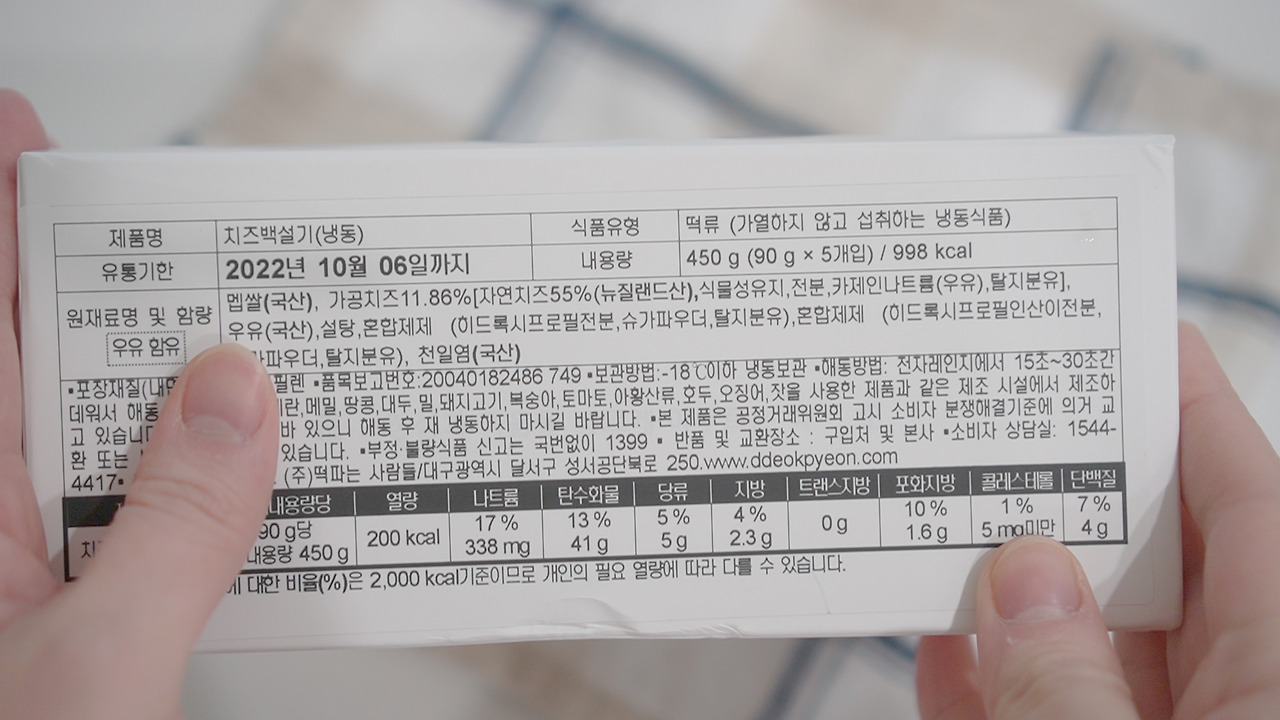 제품명 치즈백설기(냉동) 식품유형 떡류 (가열하지 않고 섭취하는 냉동식품)
유통기한 2022년 10월 06일까지 내용량 450 g (90 g × 5개입) / 998 kcal
원재료명 및 함량 멥쌀(국산), 가공치즈11.86%[자연치즈55%(뉴질랜드산),식물성유지,전분,카제인나트륨(우유),탈지분유],
우유(국산),설탕,혼합제제 (히드록시프로필전분,슈가파우더,탈지분유),혼합제제 (히드록시프로필인산이전분,
우유 함유 가파우더,탈지분유), 천일염(국산)
▪포장재질(내면 필렌 ▪품목보고번호:20040182486 749 ▪보관방법:-18℃이하 냉동보관 ▪해동방법: 전자레인지에서 15초~30초간
데워서 해동 란,메밀,땅콩,대두,밀,돼지고기,복숭아,토마토,아황산류,호두,오징어,잣을 사용한 제품과 같은 제조 시설에서 제조하
고 있습니다 바 있으니 해동 후 재 냉동하지 마시길 바랍니다. ▪본 제품은 공정거래위원회 고시 소비자 분쟁해결기준에 의거 교
환 또는 있습니다. ▪부정·불량식품 신고는 국번없이 1399 ▪ 반품 및 교환장소 : 구입처 및 본사 ▪소비자 상담실: 1544-
4417▪ (주)떡파는 사람들/대구광역시 달서구 성서공단북로 250.www.ddeokpyeon.com
내용량당 열량 나트륨 탄수화물 당류 지방 트랜스지방 포화지방 콜레스테롤 단백질
90 g당 200 kcal 17 % 13 % 5 % 4 % 0 g 10 % 1 % 7 %
내용량 450 g 338 mg 41 g 5 g 2.3 g 1.6 g 5 mg미만 4 g
에 대한 비율(%)은 2,000 kcal기준이므로 개인의 필요 열량에 따라 다를 수 있습니다.